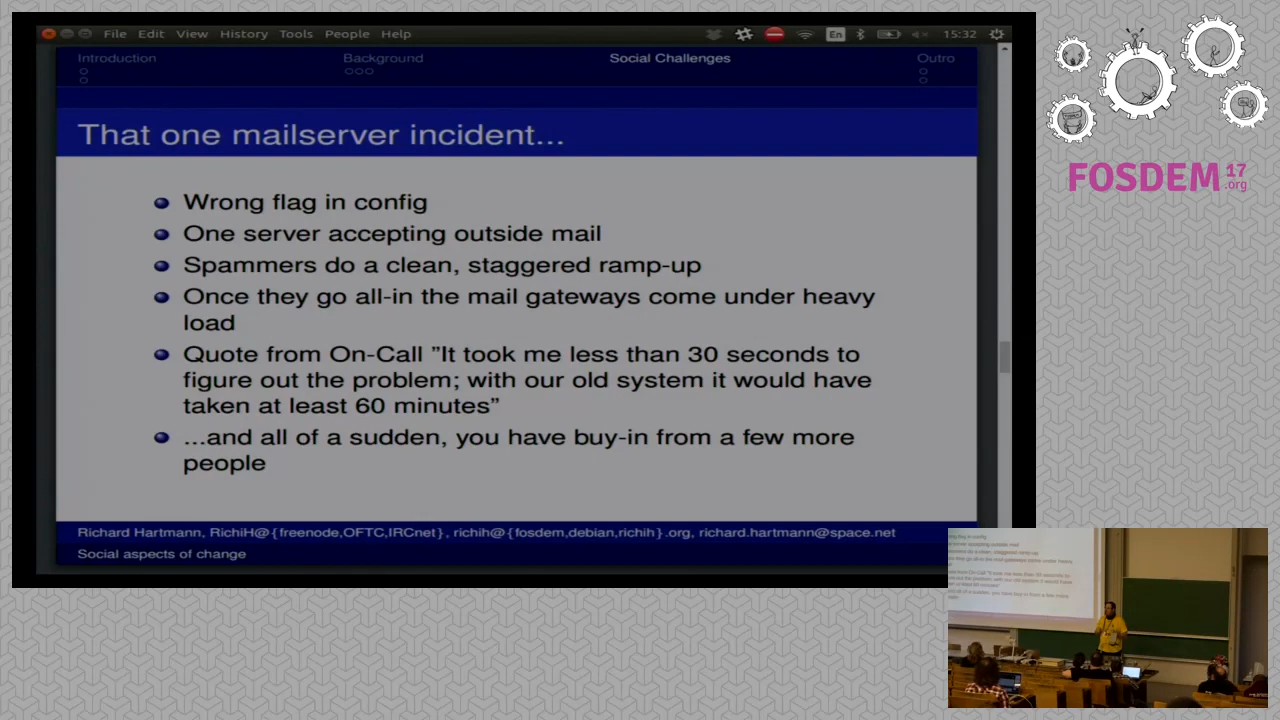 File Edit View History Tools People Help
En 15:32
Introduction Background Social Challenges Outro
That one mailserver incident...
Wrong flag in config
One server accepting outside mail
Spammers do a clean, staggered ramp-up
Once they go all-in the mail gateways come under heavy
load
Quote from On-Call ”It took me less than 30 seconds to
figure out the problem; with our old system it would have
taken at least 60 minutes”
...and all of a sudden, you have buy-in from a few more
people
Richard Hartmann, RichiH@{freenode,OFTC,IRCnet}, richih@{fosdem,debian,richih}.org, richard.hartmann@space.net
Social aspects of change
FOSDEM 17
.org